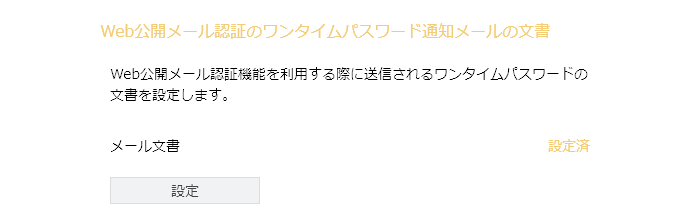 Web公開メール認証のワンタイムパスワード通知メールの文書
Web公開メール認証機能を利用する際に送信されるワンタイムパスワードの
文書を設定します。
メール文書
設定済
設定